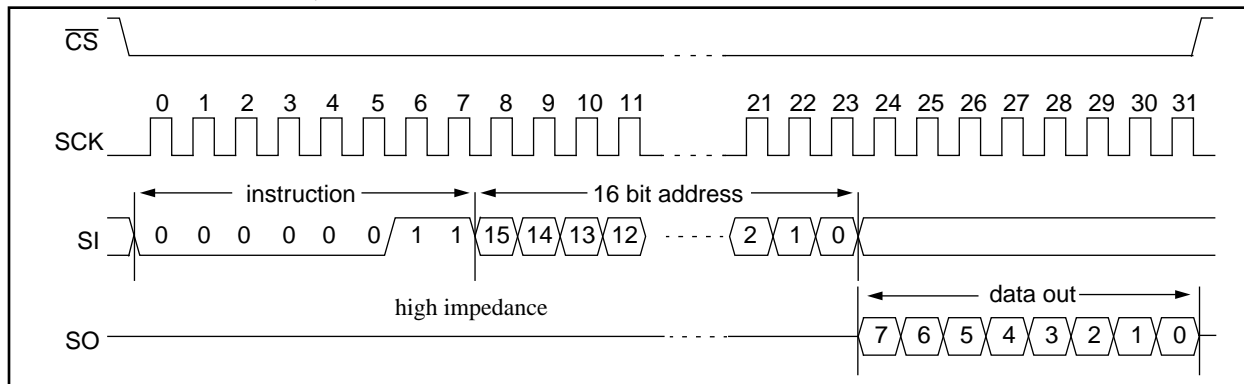 CS
0 1 2 3 4 5 6 7 8 9 10 11 21 22 23 24 25 26 27 28 29 30 31
SCK
instruction 16 bit address
SI 0 0 0 0 0 0 1 1 15 14 13 12 2 1 0
high impedance data out
SO 7 6 5 4 3 2 1 0